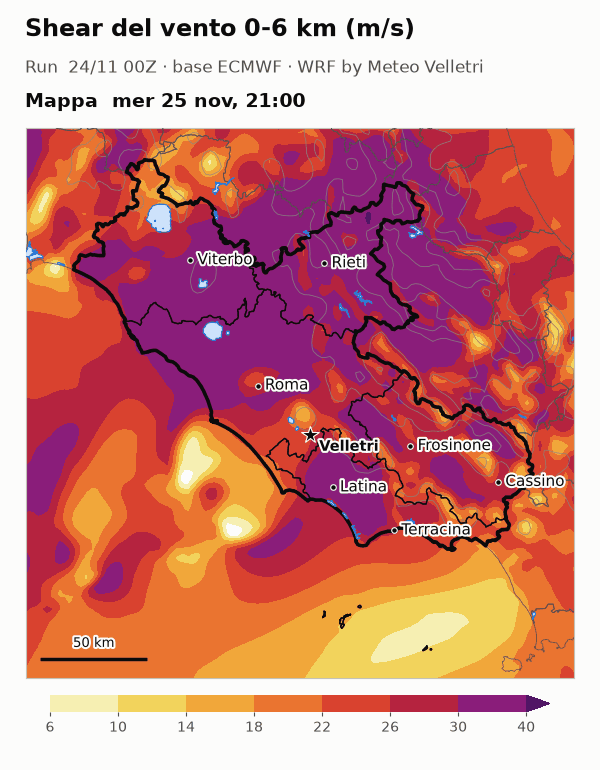 Shear del vento 0-6 km (m/s)
Run  24/11 00Z · base ECMWF · WRF by Meteo Velletri
Mappa  mer 25 nov, 21:00
Viterbo
Rieti
Roma
Velletri
Frosinone
Latina
Cassino
Terracina
50 km
6 10 14 18 22 26 30 40